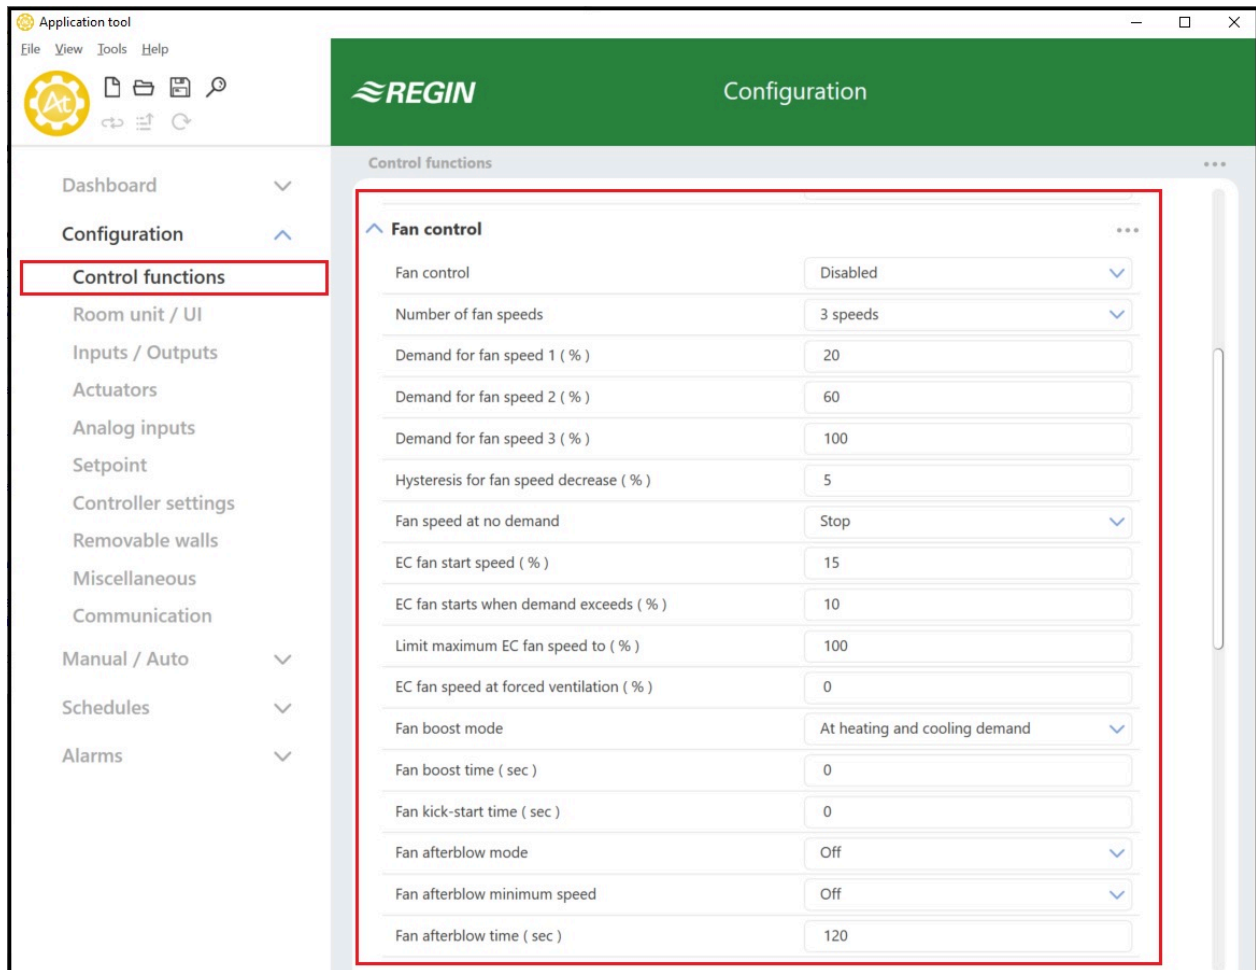 Application tool
File View Tools Help
At
REGIN
Configuration
Control functions
Dashboard
Configuration
Control functions
Room unit / UI
Inputs / Outputs
Actuators
Analog inputs
Setpoint
Controller settings
Removable walls
Miscellaneous
Communication
Manual / Auto
Schedules
Alarms
Fan control
Fan control Disabled
Number of fan speeds 3 speeds
Demand for fan speed 1 ( % ) 20
Demand for fan speed 2 ( % ) 60
Demand for fan speed 3 ( % ) 100
Hysteresis for fan speed decrease ( % ) 5
Fan speed at no demand Stop
EC fan start speed ( % ) 15
EC fan starts when demand exceeds ( % ) 10
Limit maximum EC fan speed to ( % ) 100
EC fan speed at forced ventilation ( % ) 0
Fan boost mode At heating and cooling demand
Fan boost time ( sec ) 0
Fan kick-start time ( sec ) 0
Fan afterblow mode Off
Fan afterblow minimum speed Off
Fan afterblow time ( sec ) 120